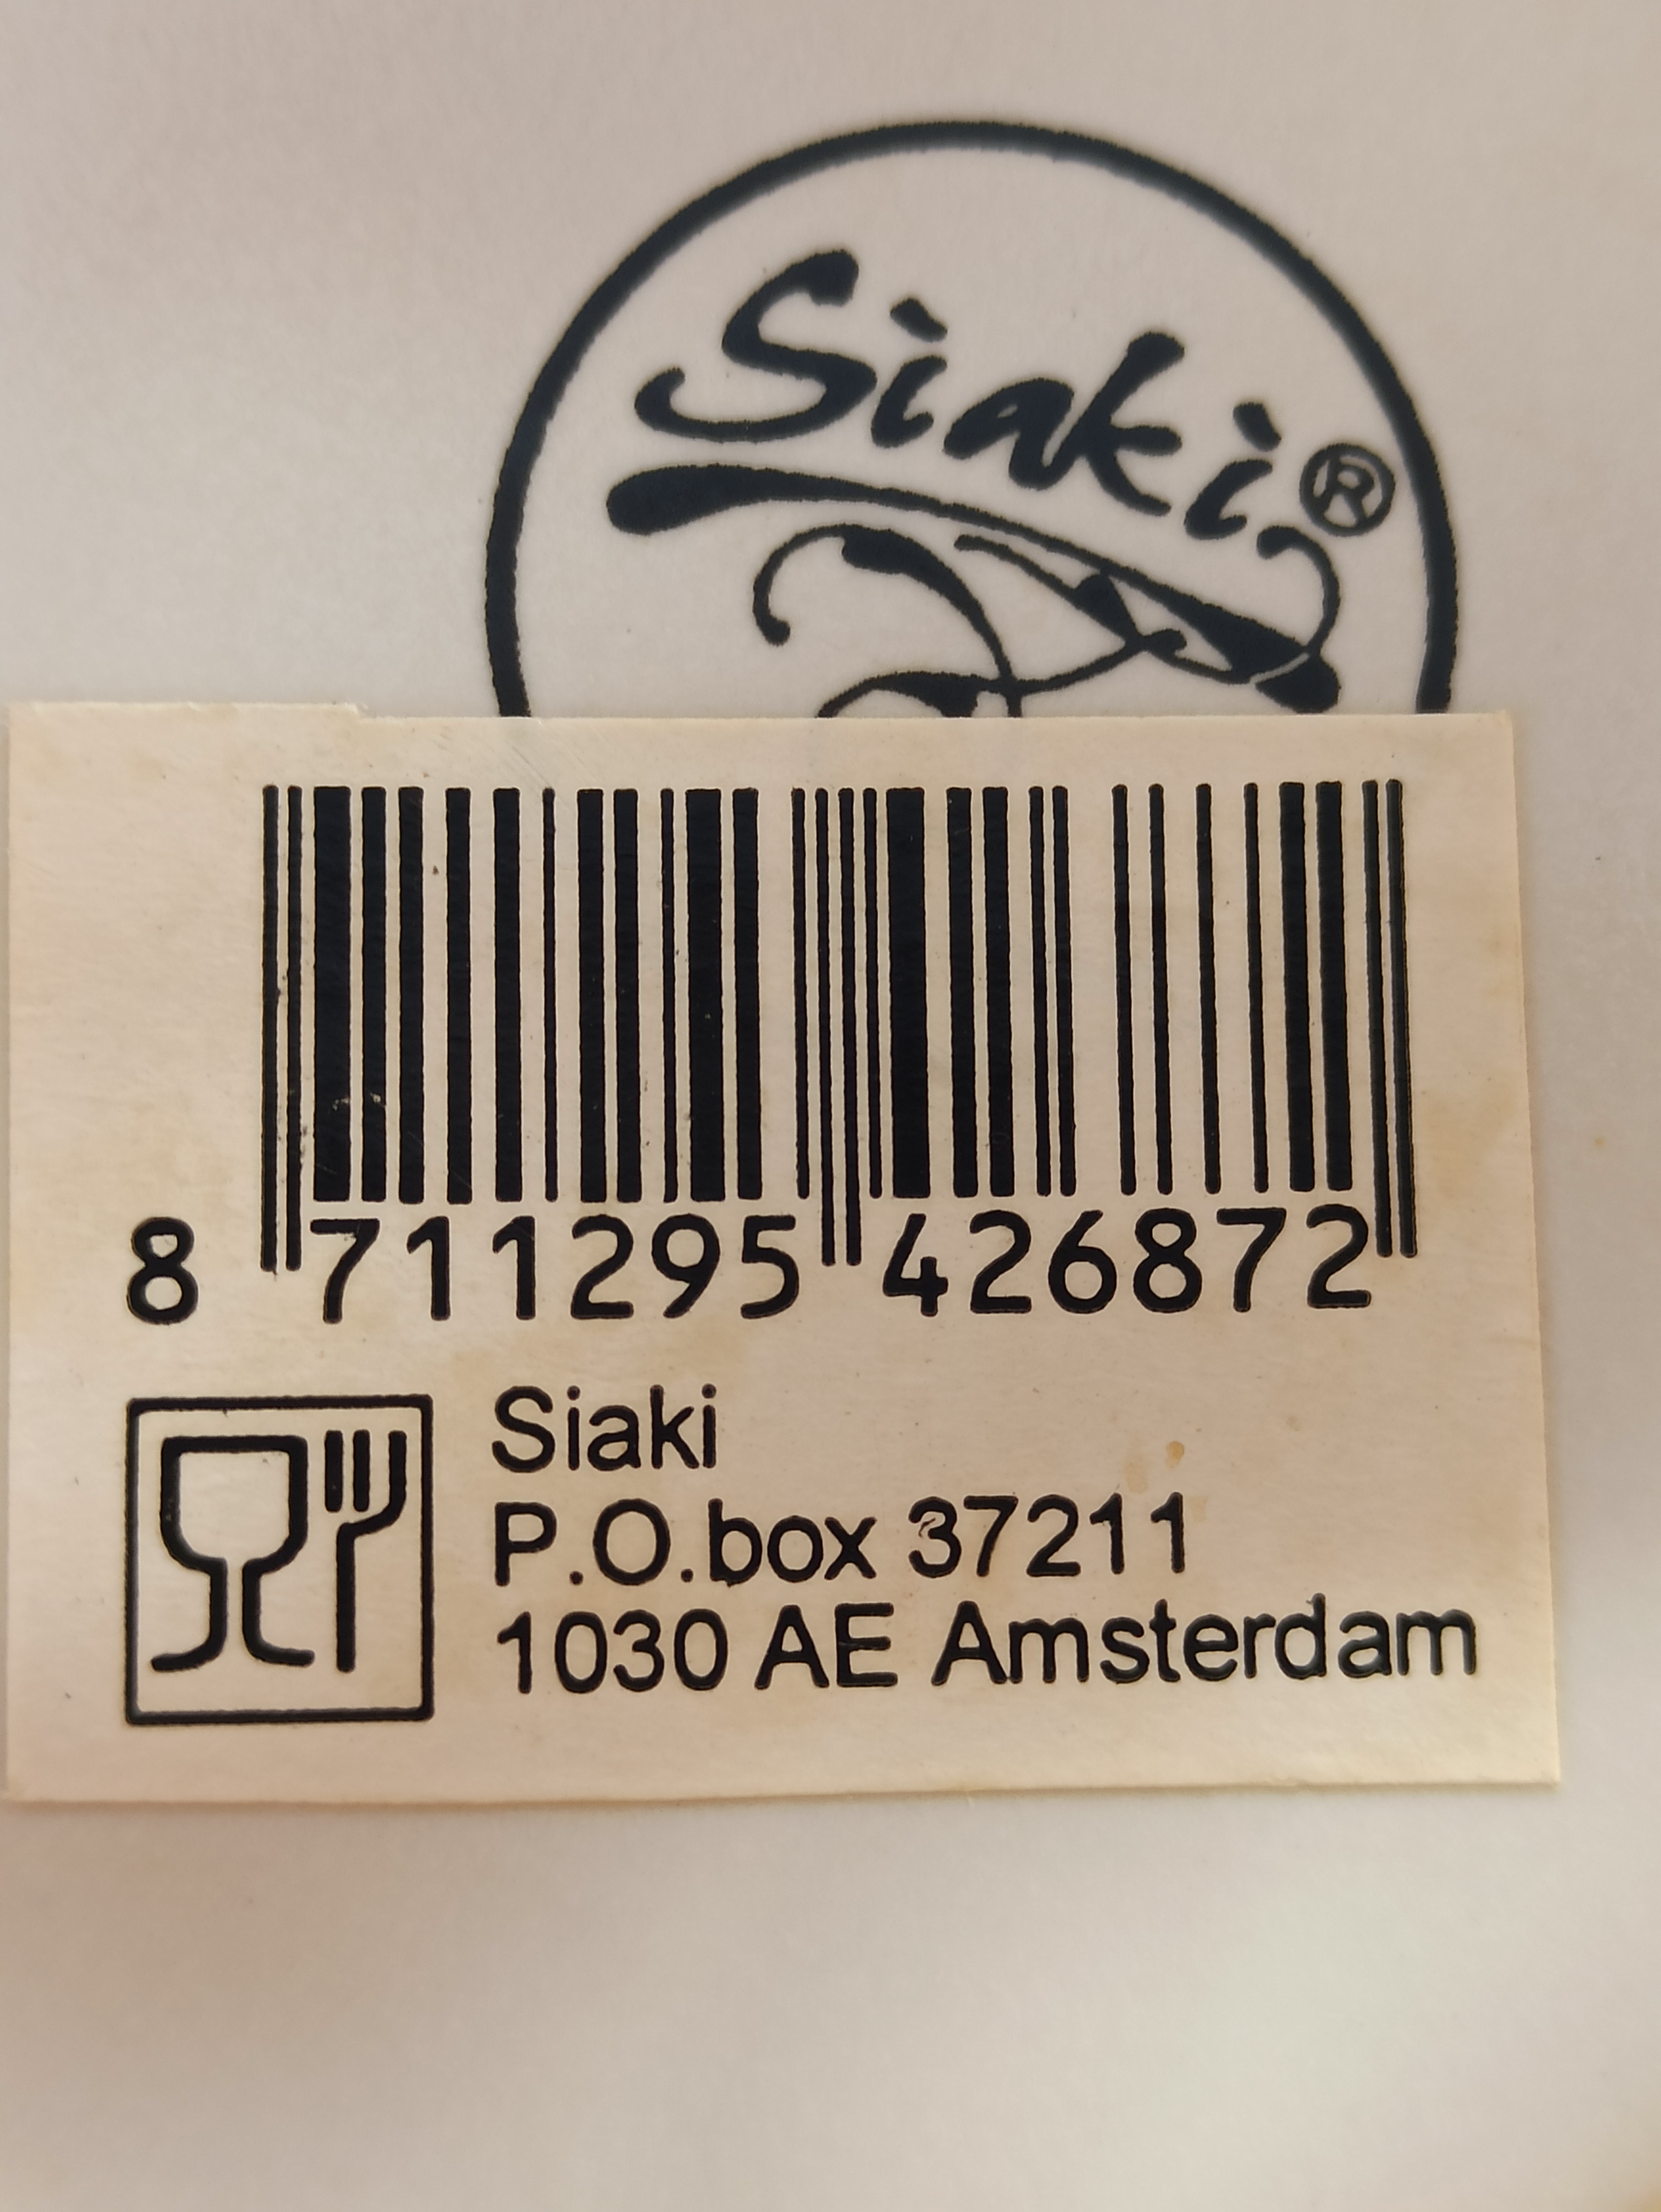 Siaki®
8 711295 426872
Siaki
P.O.box 37211
1030 AE Amsterdam